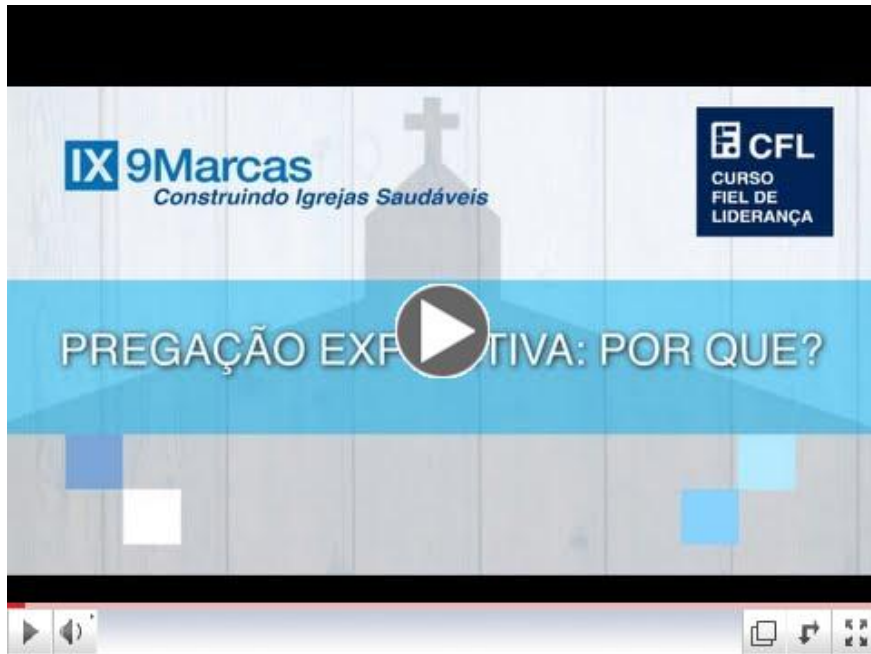 IX 9Marcas
Construindo Igrejas Saudáveis
CFL
CURSO
FIEL DE
LIDERANÇA
PREGAÇÃO : POR QUE?